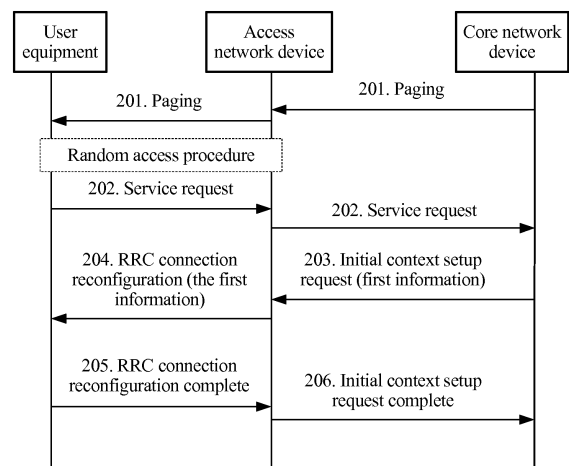 User
equipment
Access
network device
Core network
device
201. Paging
201. Paging
Random access procedure
202. Service request
202. Service request
204. RRC connection
reconfiguration (the first
information)
203. Initial context setup
request (first information)
205. RRC connection
reconfiguration complete
206. Initial context setup
request complete